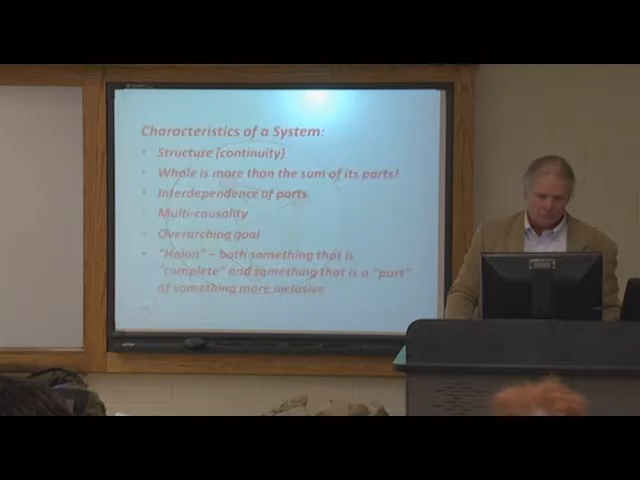 Characteristics of a System:
• Structure (continuity)
• Whole is more than the sum of its parts!
• Interdependence of parts
• Multi-causality
• Overarching goal
• "Holon" – both something that is
"complete" and something that is a "part"
of something more inclusive